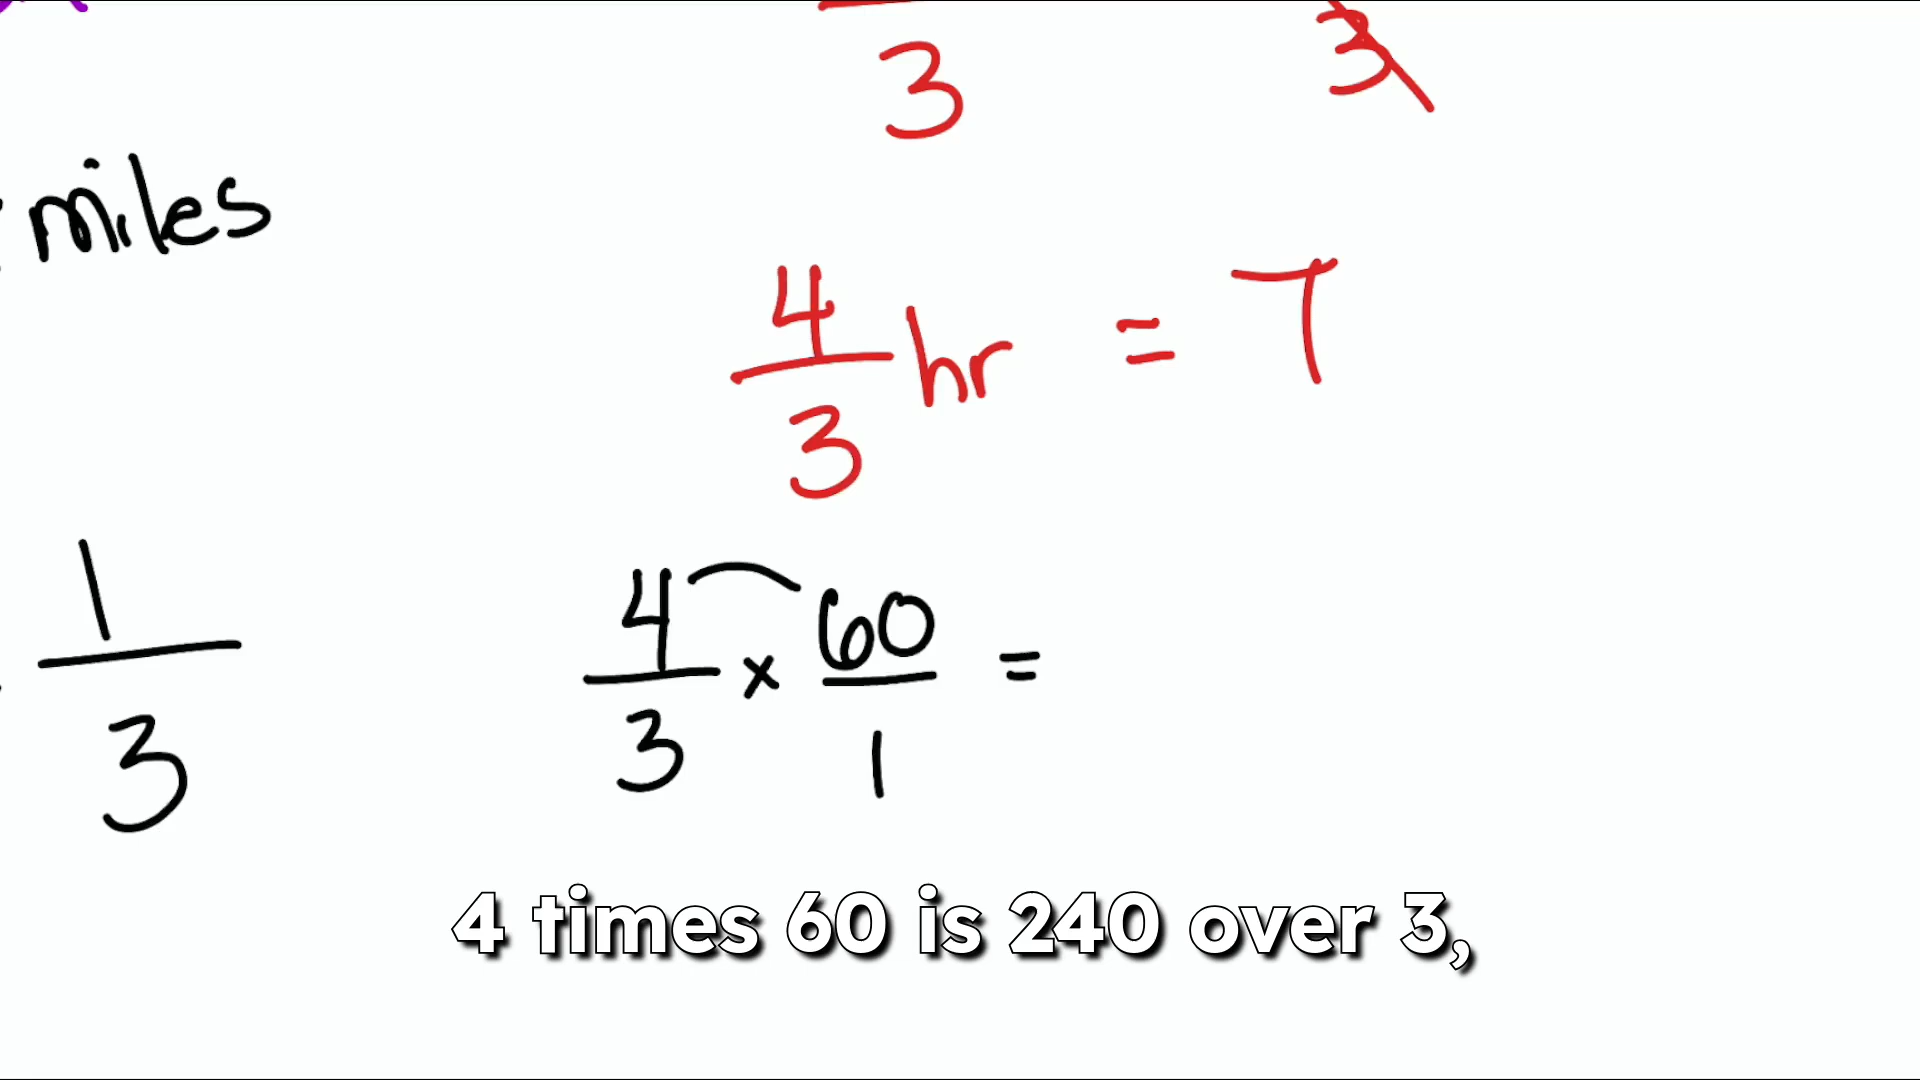 3 3
miles
4/3 hr = T
1/3
4/3 x 60/1 =
4 times 60 is 240 over 3,